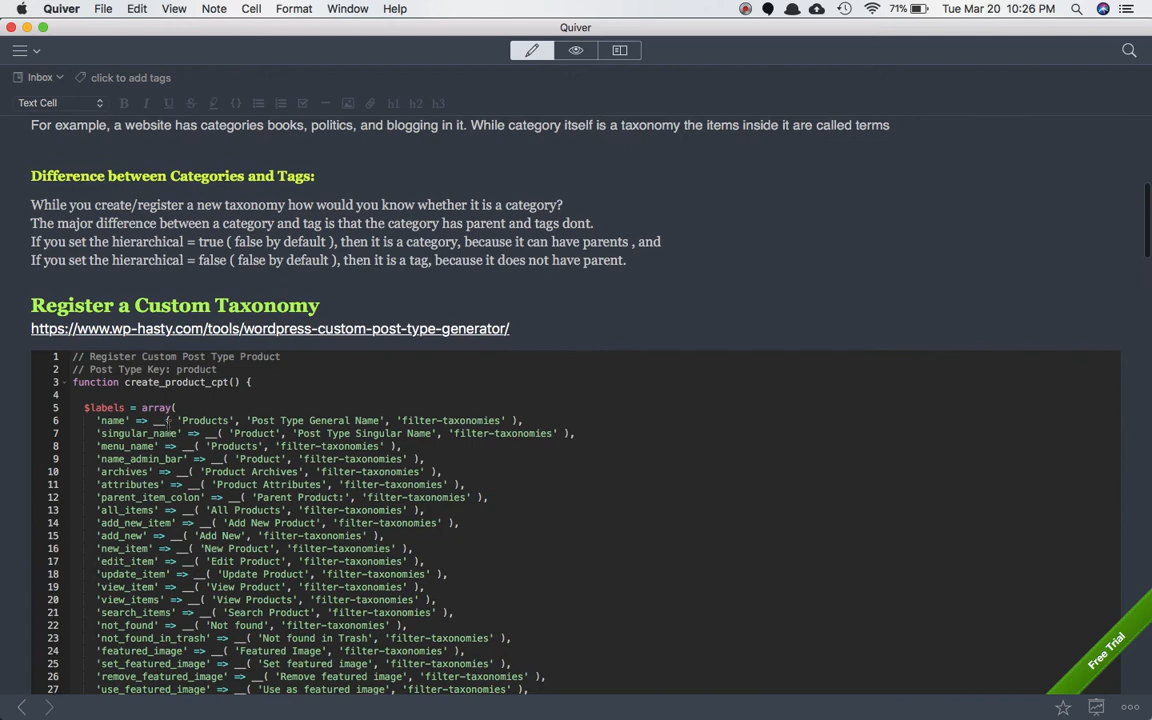 Quiver File Edit View Note Cell Format Window Help 71% Tue Mar 20 10:26 PM
Quiver
Inbox click to add tags
Text Cell B I U S h1 h2 h3
For example, a website has categories books, politics, and blogging in it. While category itself is a taxonomy the items inside it are called terms
Difference between Categories and Tags:
While you create/register a new taxonomy how would you know whether it is a category?
The major difference between a category and tag is that the category has parent and tags dont.
If you set the hierarchical = true ( false by default ), then it is a category, because it can have parents , and
If you set the hierarchical = false ( false by default ), then it is a tag, because it does not have parent.
Register a Custom Taxonomy
https://www.wp-hasty.com/tools/wordpress-custom-post-type-generator/
1 // Register Custom Post Type Product
2 // Post Type Key: product
3 function create_product_cpt() {
4
5 $labels = array(
6 'name' => __( 'Products', 'Post Type General Name', 'filter-taxonomies' ),
7 'singular_name' => __( 'Product', 'Post Type Singular Name', 'filter-taxonomies' ),
8 'menu_name' => __( 'Products', 'filter-taxonomies' ),
9 'name_admin_bar' => __( 'Product', 'filter-taxonomies' ),
10 'archives' => __( 'Product Archives', 'filter-taxonomies' ),
11 'attributes' => __( 'Product Attributes', 'filter-taxonomies' ),
12 'parent_item_colon' => __( 'Parent Product:', 'filter-taxonomies' ),
13 'all_items' => __( 'All Products', 'filter-taxonomies' ),
14 'add_new_item' => __( 'Add New Product', 'filter-taxonomies' ),
15 'add_new' => __( 'Add New', 'filter-taxonomies' ),
16 'new_item' => __( 'New Product', 'filter-taxonomies' ),
17 'edit_item' => __( 'Edit Product', 'filter-taxonomies' ),
18 'update_item' => __( 'Update Product', 'filter-taxonomies' ),
19 'view_item' => __( 'View Product', 'filter-taxonomies' ),
20 'view_items' => __( 'View Products', 'filter-taxonomies' ),
21 'search_items' => __( 'Search Product', 'filter-taxonomies' ),
22 'not_found' => __( 'Not found', 'filter-taxonomies' ),
23 'not_found_in_trash' => __( 'Not found in Trash', 'filter-taxonomies' ),
24 'featured_image' => __( 'Featured Image', 'filter-taxonomies' ),
25 'set_featured_image' => __( 'Set featured image', 'filter-taxonomies' ),
26 'remove_featured_image' => __( 'Remove featured image', 'filter-taxonomies' ),
27 'use_featured_image' => __( 'Use as featured image', 'filter-taxonomies' ),
Free Trial